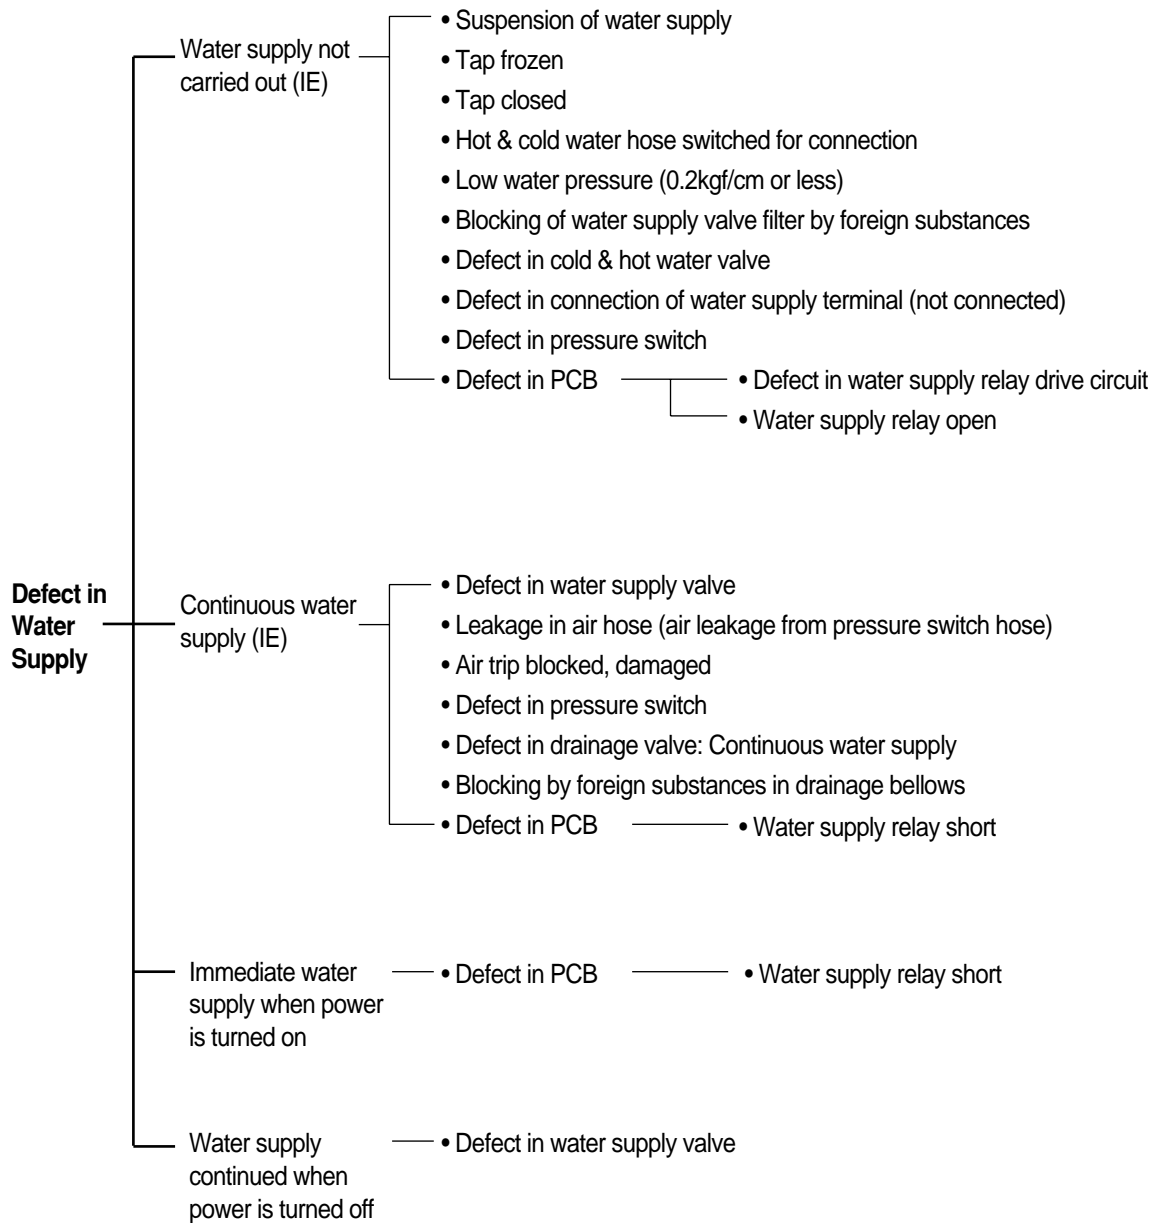 Water supply not
carried out (IE)
• Suspension of water supply
• Tap frozen
• Tap closed
• Hot & cold water hose switched for connection
• Low water pressure (0.2kgf/cm or less)
• Blocking of water supply valve filter by foreign substances
• Defect in cold & hot water valve
• Defect in connection of water supply terminal (not connected)
• Defect in pressure switch
• Defect in PCB
• Defect in water supply relay drive circuit
• Water supply relay open
Defect in
Water
Supply
Continuous water
supply (IE)
• Defect in water supply valve
• Leakage in air hose (air leakage from pressure switch hose)
• Air trip blocked, damaged
• Defect in pressure switch
• Defect in drainage valve: Continuous water supply
• Blocking by foreign substances in drainage bellows
• Defect in PCB
• Water supply relay short
Immediate water
supply when power
is turned on
• Defect in PCB
• Water supply relay short
Water supply
continued when
power is turned off
• Defect in water supply valve